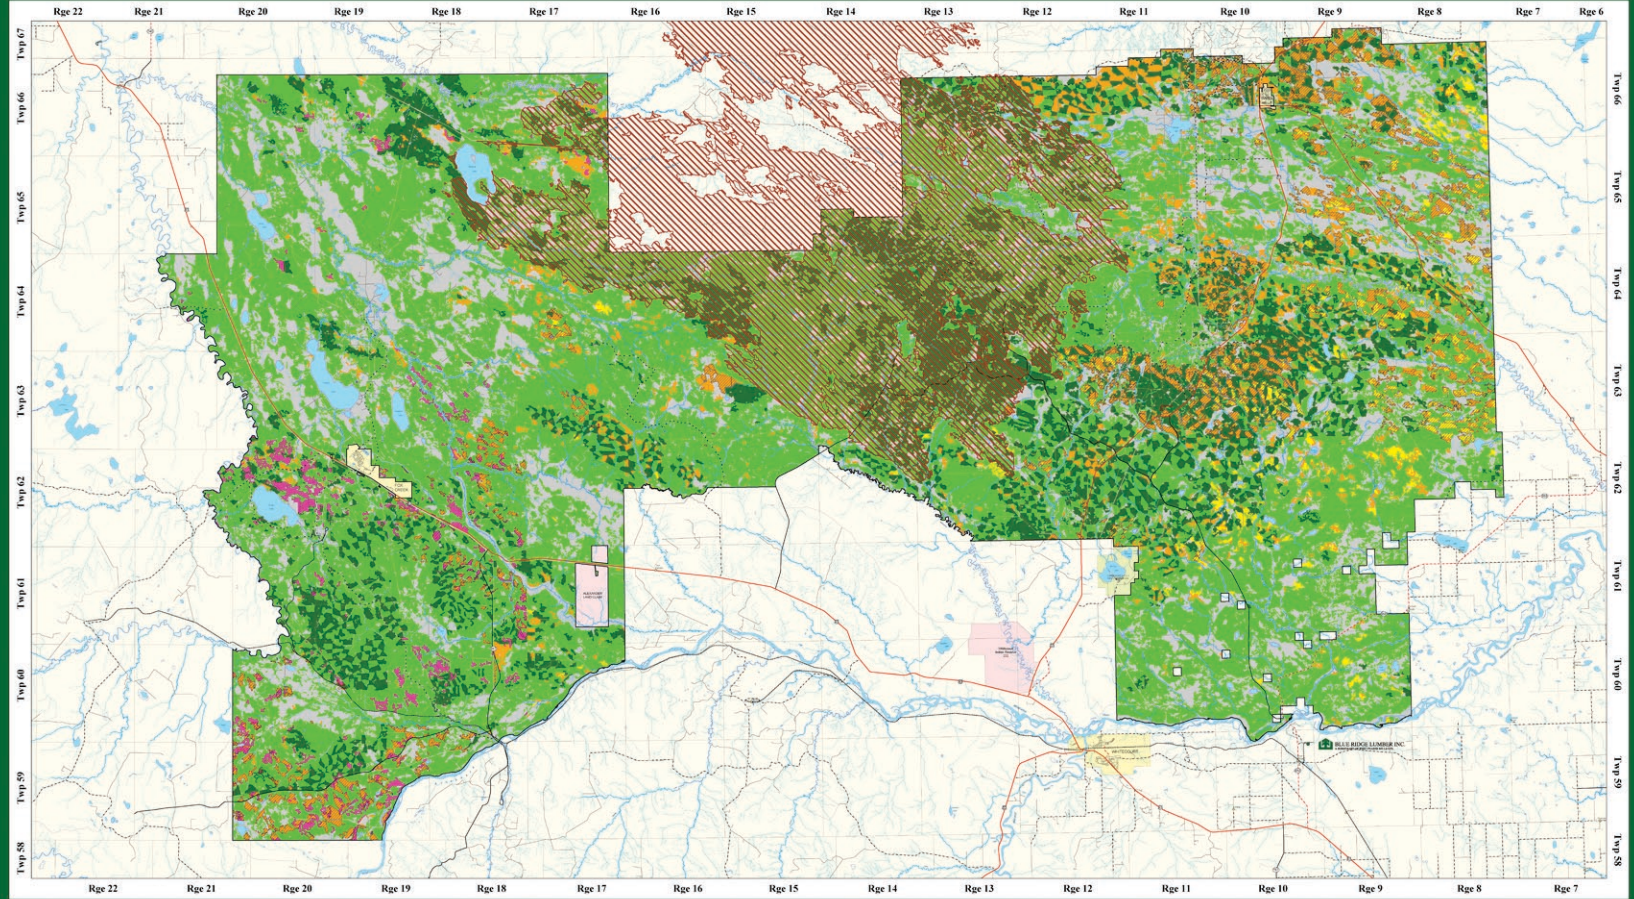 Rge 22 Rge 21 Rge 20 Rge 19 Rge 18 Rge 17 Rge 16 Rge 15 Rge 14 Rge 13 Rge 12 Rge 11 Rge 10 Rge 9 Rge 8 Rge 7 Rge 6
Twp 67
Twp 66
Twp 65
Twp 64
Twp 63
Twp 62
Twp 61
Twp 60
Twp 59
Twp 58
Twp 66
Twp 65
Twp 64
Twp 63
Twp 62
Twp 61
Twp 60
Twp 59
Twp 58
FOX
CREEK
WHITECOURT
BLUE RIDGE LUMBER INC.
Rge 22 Rge 21 Rge 20 Rge 19 Rge 18 Rge 17 Rge 16 Rge 15 Rge 14 Rge 13 Rge 12 Rge 11 Rge 10 Rge 9 Rge 8 Rge 7